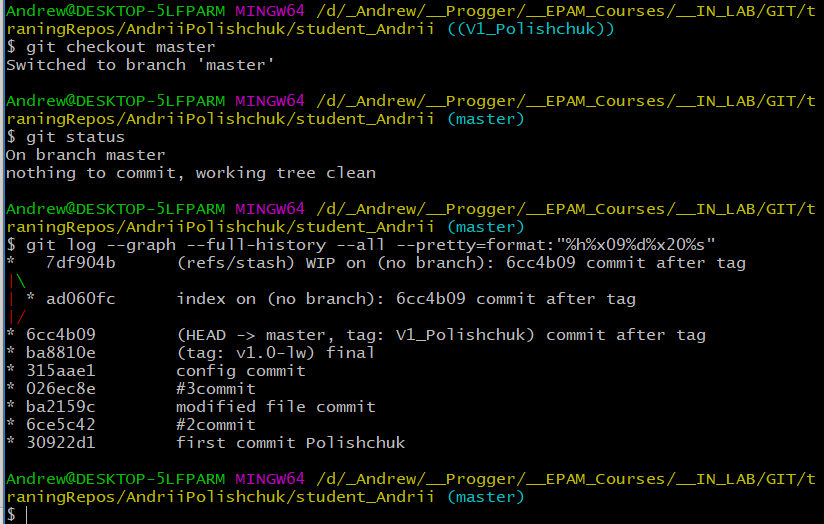 Andrew@DESKTOP-5LFPARM MINGW64 /d/_Andrew/__Progger/__EPAM_Courses/__IN_LAB/GIT/t
raningRepos/AndriiPolishchuk/student_Andrii ((V1_Polishchuk))
$ git checkout master
Switched to branch 'master'

Andrew@DESKTOP-5LFPARM MINGW64 /d/_Andrew/__Progger/__EPAM_Courses/__IN_LAB/GIT/t
raningRepos/AndriiPolishchuk/student_Andrii (master)
$ git status
On branch master
nothing to commit, working tree clean

Andrew@DESKTOP-5LFPARM MINGW64 /d/_Andrew/__Progger/__EPAM_Courses/__IN_LAB/GIT/t
raningRepos/AndriiPolishchuk/student_Andrii (master)
$ git log --graph --full-history --all --pretty=format:"%h%x09%d%x20%s"
*   7df904b      (refs/stash) WIP on (no branch): 6cc4b09 commit after tag
|\
| * ad060fc      index on (no branch): 6cc4b09 commit after tag
|/
* 6cc4b09        (HEAD -> master, tag: V1_Polishchuk) commit after tag
* ba8810e        (tag: v1.0-lw) final
* 315aae1        config commit
* 026ec8e        #3commit
* ba2159c        modified file commit
* 6ce5c42        #2commit
* 30922d1        first commit Polishchuk

Andrew@DESKTOP-5LFPARM MINGW64 /d/_Andrew/__Progger/__EPAM_Courses/__IN_LAB/GIT/t
raningRepos/AndriiPolishchuk/student_Andrii (master)
$